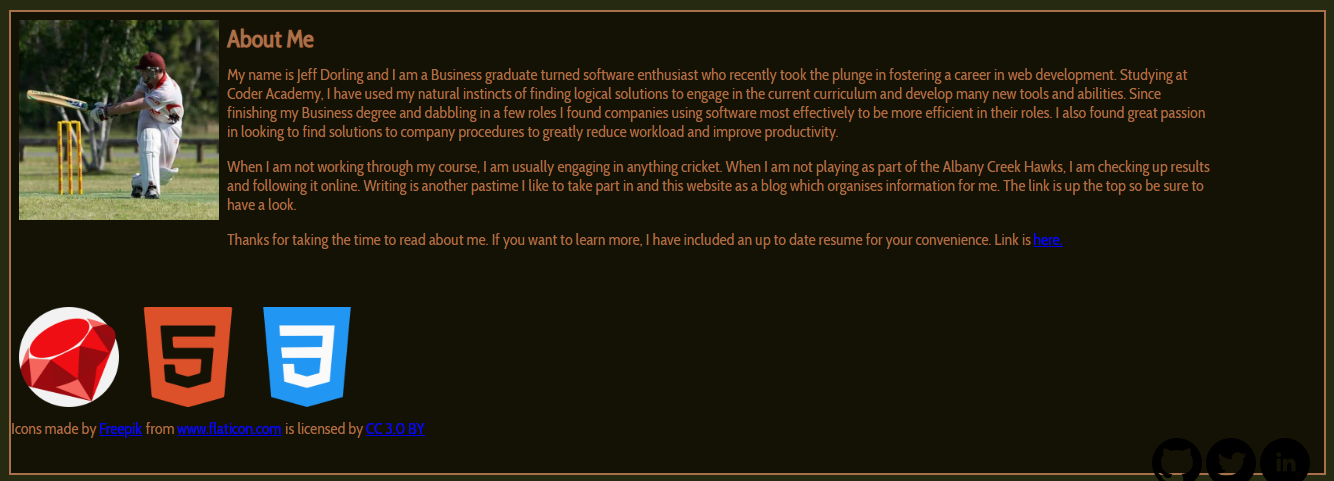 About Me
My name is Jeff Dorling and I am a Business graduate turned software enthusiast who recently took the plunge in fostering a career in web development. Studying at
Coder Academy, I have used my natural instincts of finding logical solutions to engage in the current curriculum and develop many new tools and abilities. Since
finishing my Business degree and dabbling in a few roles I found companies using software most effectively to be more efficient in their roles. I also found great passion
in looking to find solutions to company procedures to greatly reduce workload and improve productivity.
When I am not working through my course, I am usually engaging in anything cricket. When I am not playing as part of the Albany Creek Hawks, I am checking up results
and following it online. Writing is another pastime I like to take part in and this website as a blog which organises information for me. The link is up the top so be sure to
have a look.
Thanks for taking the time to read about me. If you want to learn more, I have included an up to date resume for your convenience. Link is here.
Icons made by Freepik from www.flaticon.com is licensed by CC 3.0 BY
in